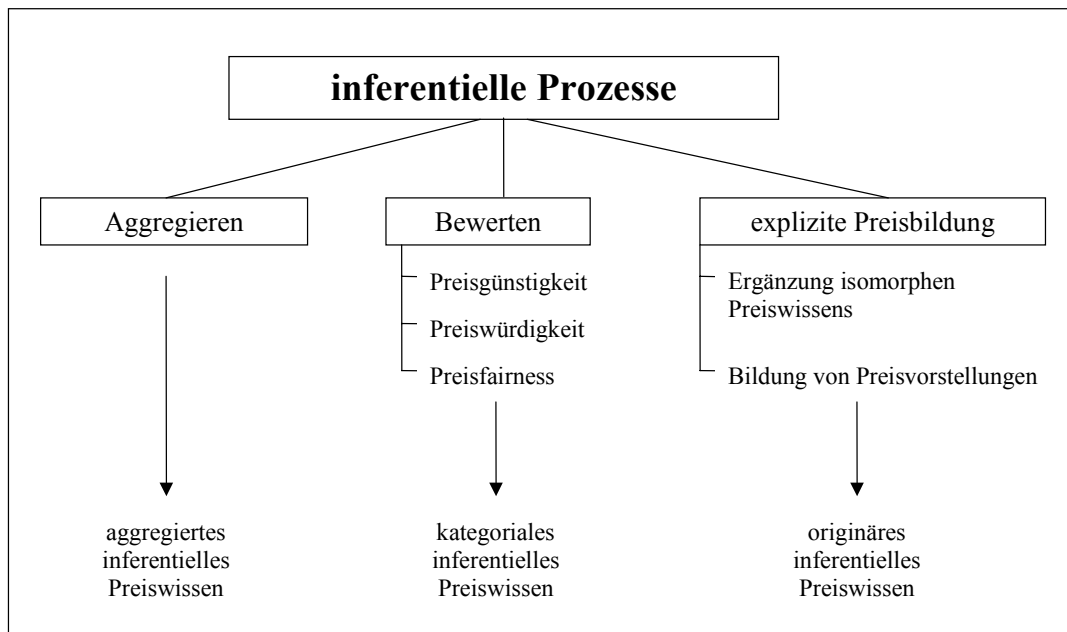 inferentielle Prozesse
Aggregieren
Bewerten
explizite Preisbildung
Preisgünstigkeit
Preiswürdigkeit
Preisfairness
Ergänzung isomorphen
Preiswissens
Bildung von Preisvorstellungen
aggregiertes
inferentielles
Preiswissen
kategoriales
inferentielles
Preiswissen
originäres
inferentielles
Preiswissen